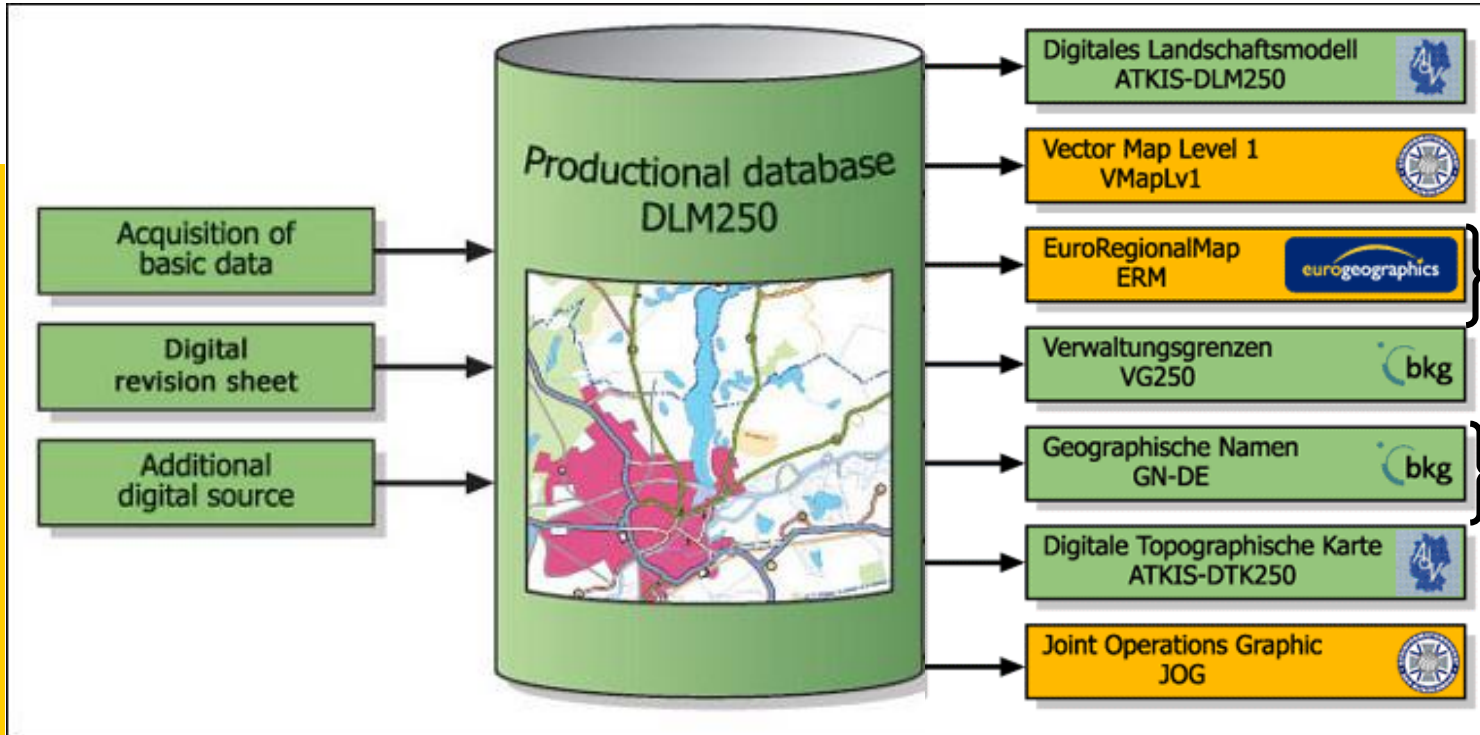 Acquisition of
basic data
Digital
revision sheet
Additional
digital source
Productional database
DLM250
Digitales Landschaftsmodell
ATKIS-DLM250
AdV
Vector Map Level 1
VMapLv1
EuroRegionalMap
ERM
eurogeographics
Verwaltungsgrenzen
VG250
bkg
Geographische Namen
GN-DE
bkg
Digitale Topographische Karte
ATKIS-DTK250
AdV
Joint Operations Graphic
JOG